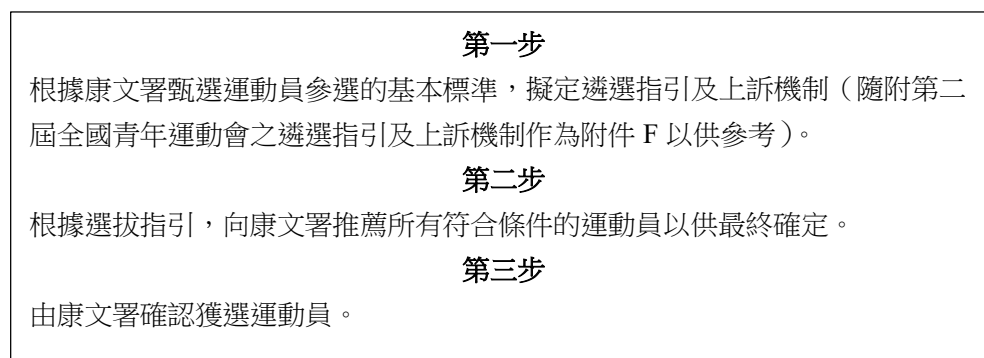 第一步
根據康文署甄選運動員參選的基本標準，擬定遴選指引及上訴機制（隨附第二
屆全國青年運動會之遴選指引及上訴機制作為附件 F 以供參考）。
第二步
根據選拔指引，向康文署推薦所有符合條件的運動員以供最終確定。
第三步
由康文署確認獲選運動員。